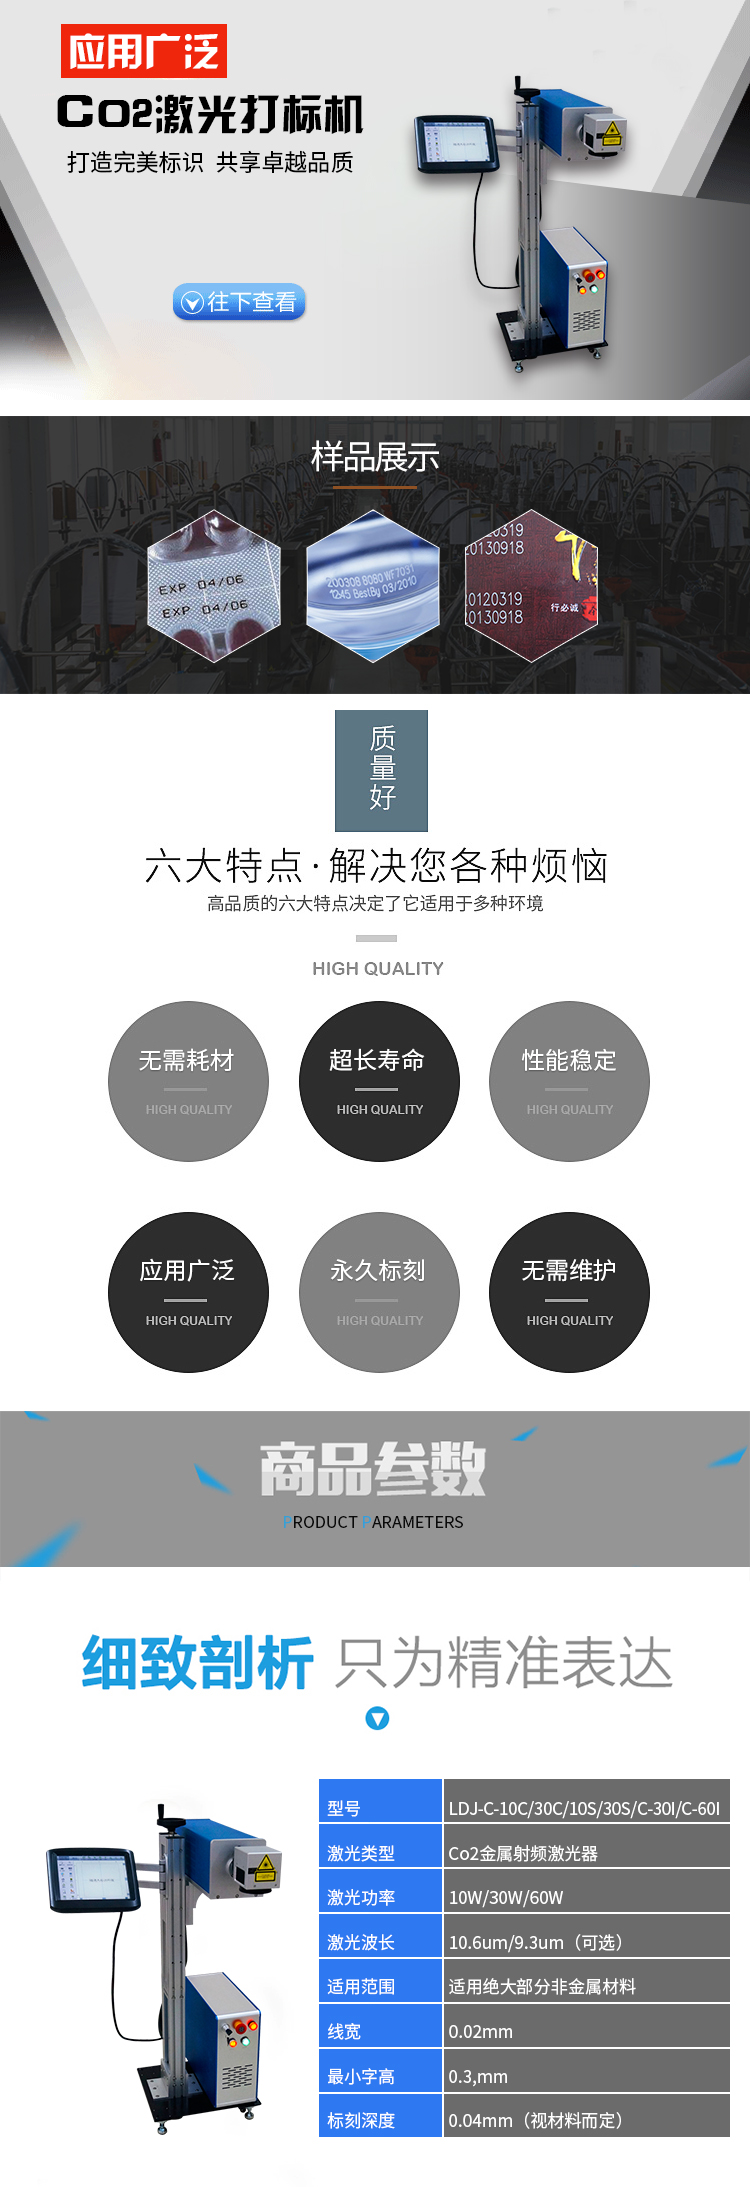 应用广泛
CO2激光打标机
打造完美标识 共享卓越品质
往下查看
样品展示
EXP 04/06
EXP 04/06
200308 8080 WF7031
12:45 BestBy 03/2010
20130918
20120319
20130918
行必诚
质量好
六大特点·解决您各种烦恼
高品质的六大特点决定了它适用于多种环境
HIGH QUALITY
无需耗材
HIGH QUALITY
超长寿命
HIGH QUALITY
性能稳定
HIGH QUALITY
应用广泛
HIGH QUALITY
永久标刻
HIGH QUALITY
无需维护
HIGH QUALITY
商品参数
PRODUCT PARAMETERS
细致剖析 只为精准表达
型号 LDJ-C-10C/30C/10S/30S/C-30I/C-60I
激光类型 Co2金属射频激光器
激光功率 10W/30W/60W
激光波长 10.6um/9.3um（可选）
适用范围 适用绝大部分非金属材料
线宽 0.02mm
最小字高 0.3,mm
标刻深度 0.04mm（视材料而定）